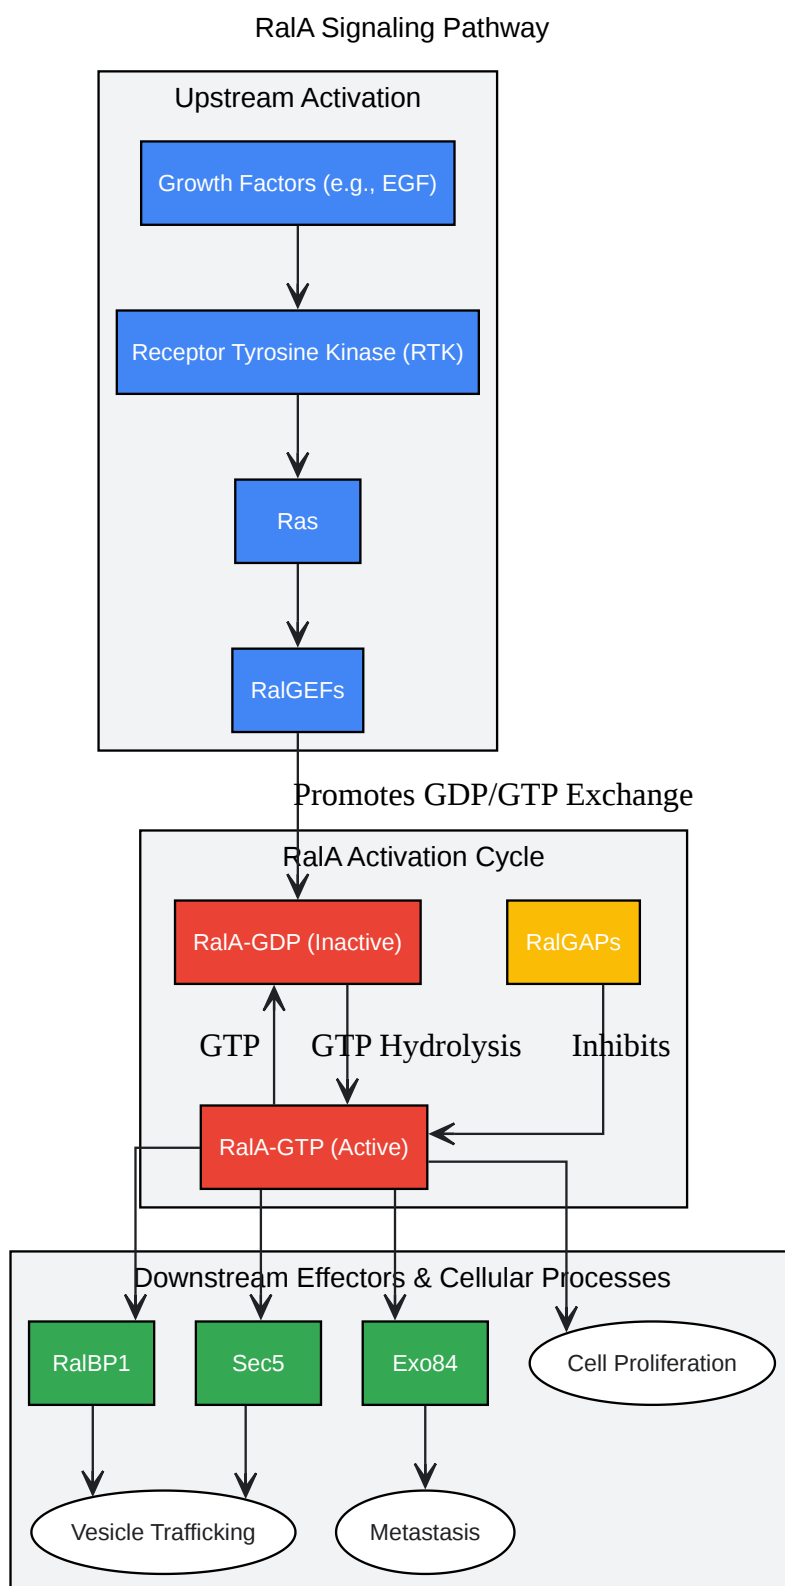 RalA Signaling Pathway
Upstream Activation
Growth Factors (e.g., EGF)
Receptor Tyrosine Kinase (RTK)
Ras
RalGEFs
Promotes GDP/GTP Exchange
RalA Activation Cycle
RalA-GDP (Inactive)
RalGAPs
GTP
GTP Hydrolysis
Inhibits
RalA-GTP (Active)
Downstream Effectors & Cellular Processes
RalBP1
Sec5
Exo84
Cell Proliferation
Vesicle Trafficking
Metastasis